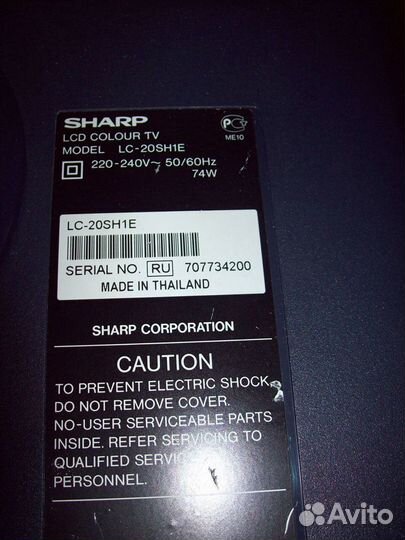 SHARP
LCD COLOUR TV
MODEL LC-20SH1E
220-240V~ 50/60Hz
74W
ME10
LC-20SH1E
SERIAL NO. RU 707734200
MADE IN THAILAND
SHARP CORPORATION
CAUTION
TO PREVENT ELECTRIC SHOCK,
DO NOT REMOVE COVER.
NO-USER SERVICEABLE PARTS
INSIDE. REFER SERVICING TO
QUALIFIED SERVICE
PERSONNEL.
Avito